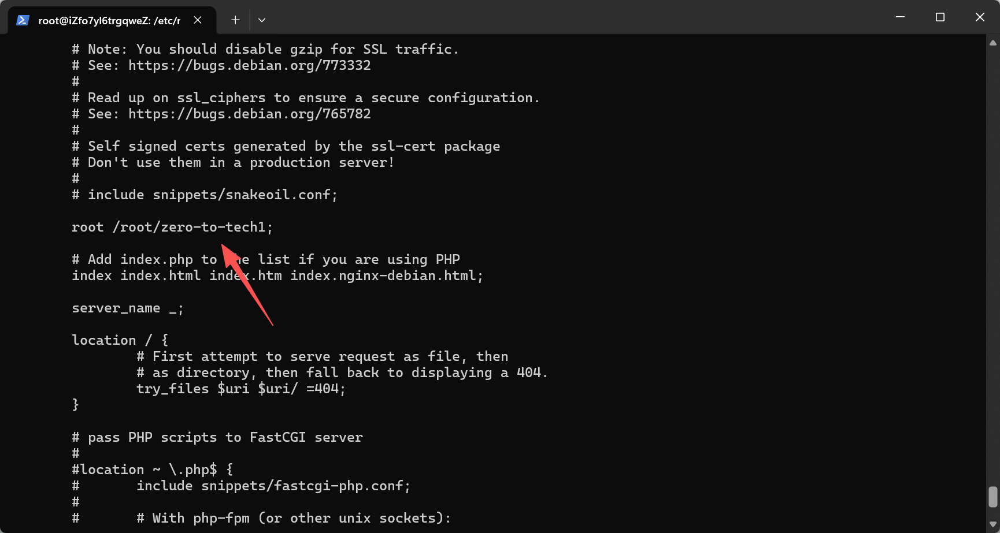 root@iZfo7yl6trgqweZ: /etc/r
# Note: You should disable gzip for SSL traffic.
# See: https://bugs.debian.org/773332
#
# Read up on ssl_ciphers to ensure a secure configuration.
# See: https://bugs.debian.org/765782
#
# Self signed certs generated by the ssl-cert package
# Don't use them in a production server!
#
# include snippets/snakeoil.conf;
root /root/zero-to-tech1;
# Add index.php to the list if you are using PHP
index index.html index.htm index.nginx-debian.html;
server_name _;
location / {
# First attempt to serve request as file, then
# as directory, then fall back to displaying a 404.
try_files $uri $uri/ =404;
}
# pass PHP scripts to FastCGI server
#
#location ~ \.php$ {
# include snippets/fastcgi-php.conf;
#
# # With php-fpm (or other unix sockets):